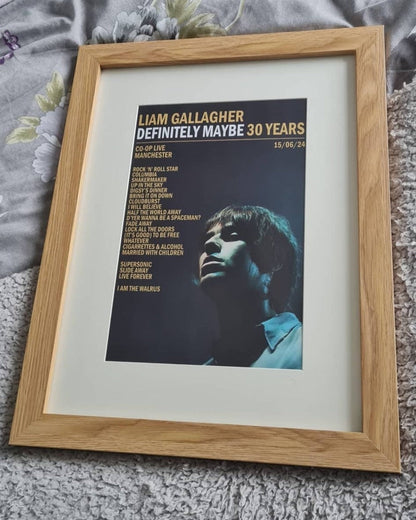 LIAM GALLAGHER
DEFINITELY MAYBE 30 YEARS
CO-OP LIVE
MANCHESTER
15/06/24
ROCK 'N' ROLL STAR
COLUMBIA
SHAKERMAKER
UP IN THE SKY
DIGSY'S DINNER
BRING IT ON DOWN
CLOUDBURST
I WILL BELIEVE
HALF THE WORLD AWAY
D'YER WANNA BE A SPACEMAN?
FADE AWAY
LOCK ALL THE DOORS
(IT'S GOOD) TO BE FREE
WHATEVER
CIGARRETTES & ALCOHOL
MARRIED WITH CHILDREN
SUPERSONIC
SLIDE AWAY
LIVE FOREVER
I AM THE WALRUS